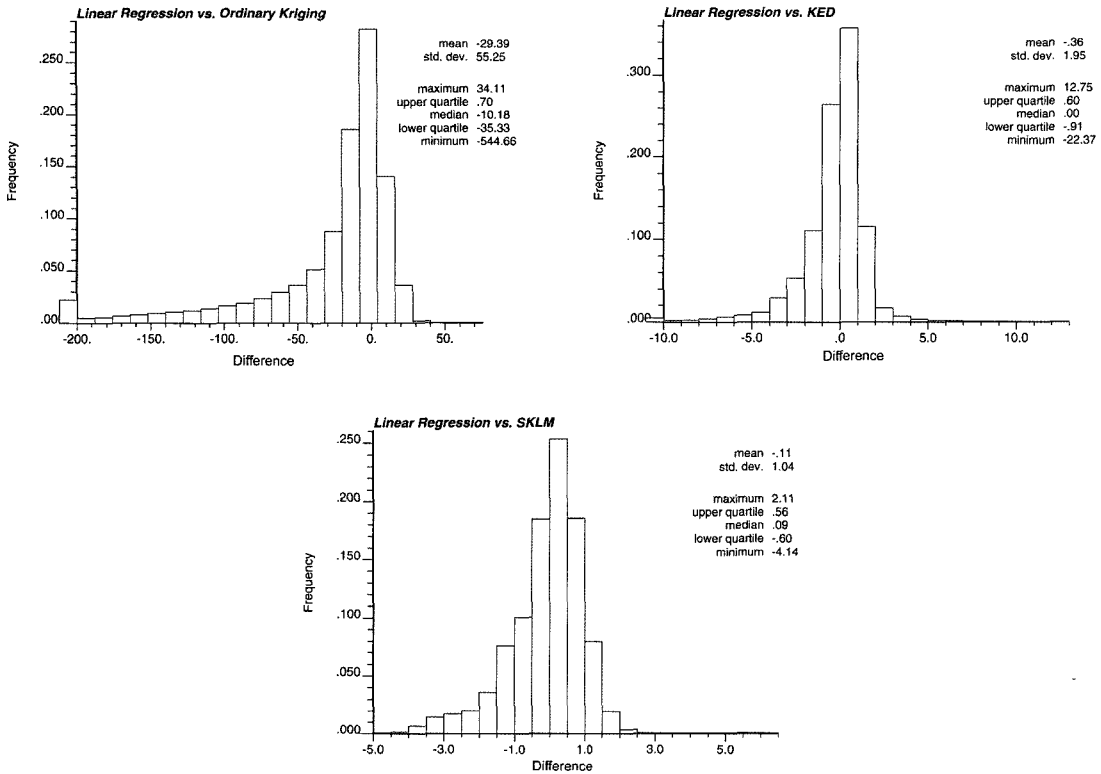 Linear Regression vs. Ordinary Kriging
mean -29.39
std. dev. 55.25
maximum 34.11
upper quartile .70
median -10.18
lower quartile -35.33
minimum -544.66
Frequency
.250
.200
.150
.100
.050
.00
-200. -150. -100. -50. 0. 50.
Difference
Linear Regression vs. KED
mean -.36
std. dev. 1.95
maximum 12.75
upper quartile .60
median .00
lower quartile -.91
minimum -22.37
Frequency
.300
.200
.100
.000
-10.0 -5.0 .0 5.0 10.0
Difference
Linear Regression vs. SKLM
mean -.11
std. dev. 1.04
maximum 2.11
upper quartile .56
median .09
lower quartile -.60
minimum -4.14
Frequency
.250
.200
.150
.100
.050
.000
-5.0 -3.0 -1.0 1.0 3.0 5.0
Difference